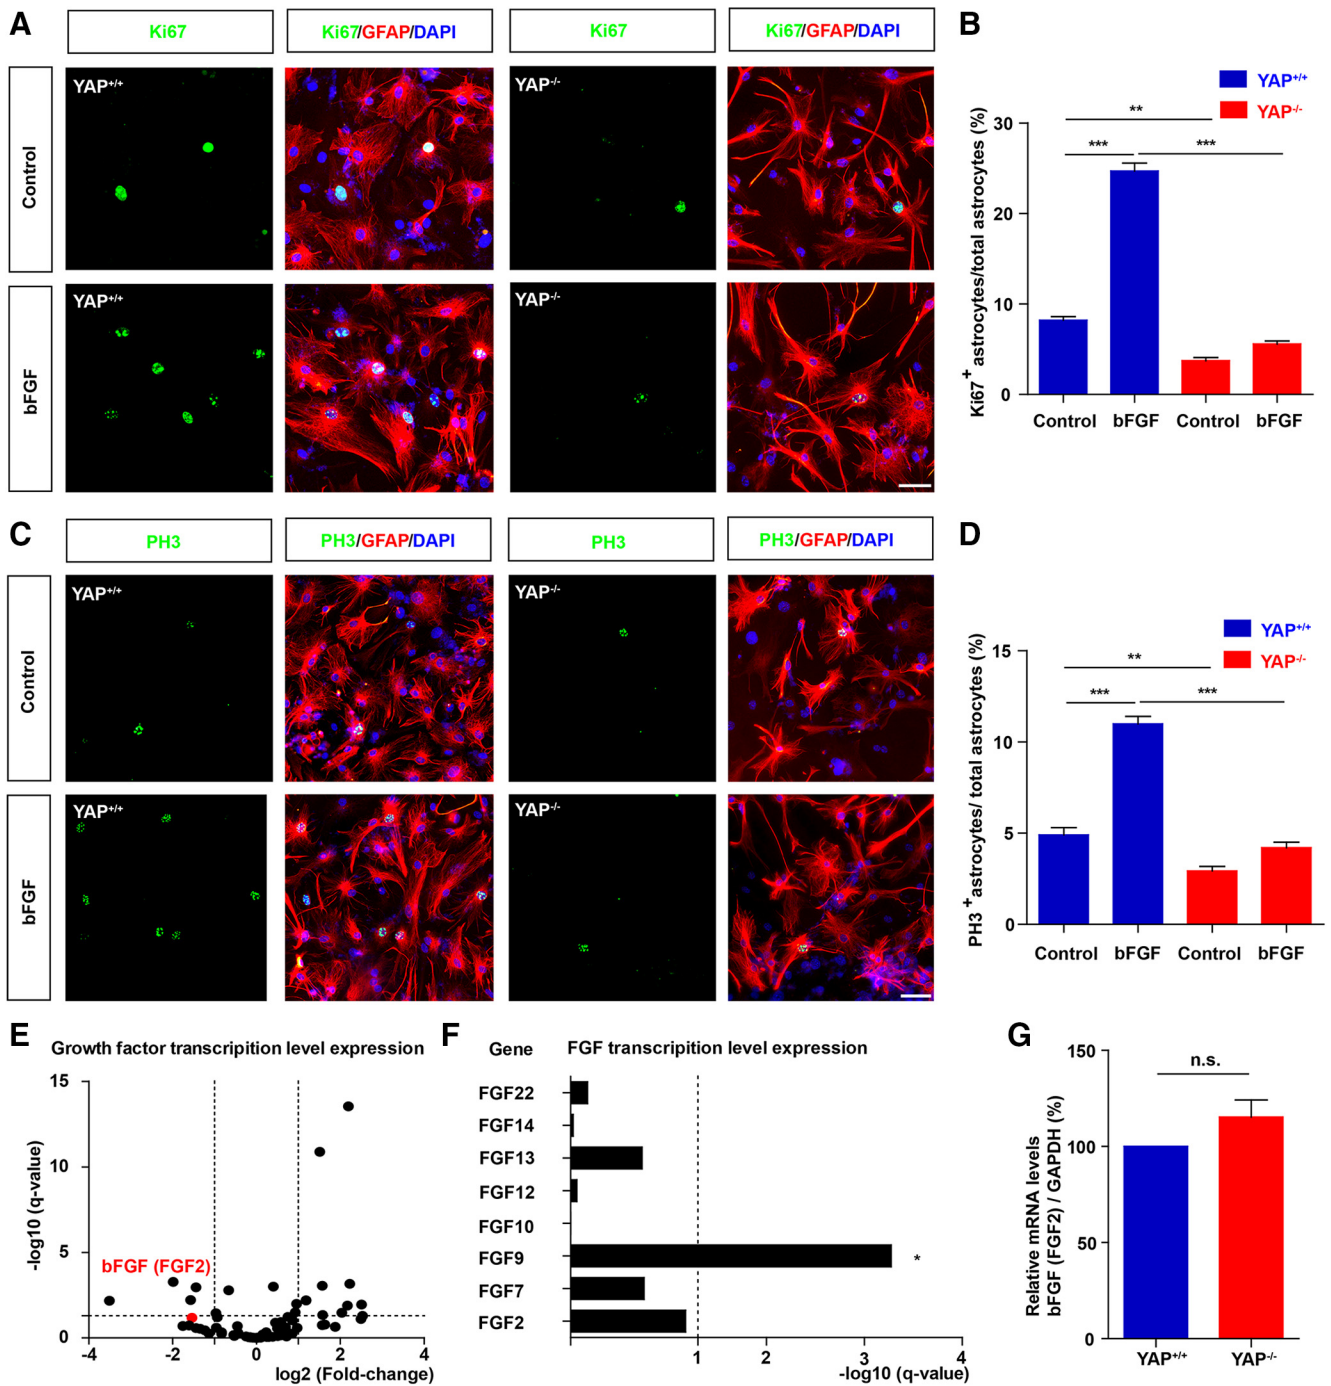 A
Ki67
Ki67/GFAP/DAPI
Ki67
Ki67/GFAP/DAPI
Control
YAP+/+
YAP-/-
bFGF
YAP+/+
YAP-/-
B
YAP+/+
YAP-/-
Ki67+ astrocytes/total astrocytes (%)
30
20
10
0
**
***
***
Control
bFGF
Control
bFGF
C
PH3
PH3/GFAP/DAPI
PH3
PH3/GFAP/DAPI
Control
YAP+/+
YAP-/-
bFGF
YAP+/+
YAP-/-
D
YAP+/+
YAP-/-
PH3 +astrocytes/ total astrocytes (%)
15
10
5
0
**
***
***
Control
bFGF
Control
bFGF
E
Growth factor transcripition level expression
-log10 (q-value)
15
10
5
0
bFGF (FGF2)
-4
-2
0
2
4
log2 (Fold-change)
F
Gene
FGF transcripition level expression
FGF22
FGF14
FGF13
FGF12
FGF10
FGF9
*
FGF7
FGF2
1
2
3
4
-log10 (q-value)
G
Relative mRNA levels
bFGF (FGF2) / GAPDH (%)
150
100
50
0
n.s.
YAP+/+
YAP-/-